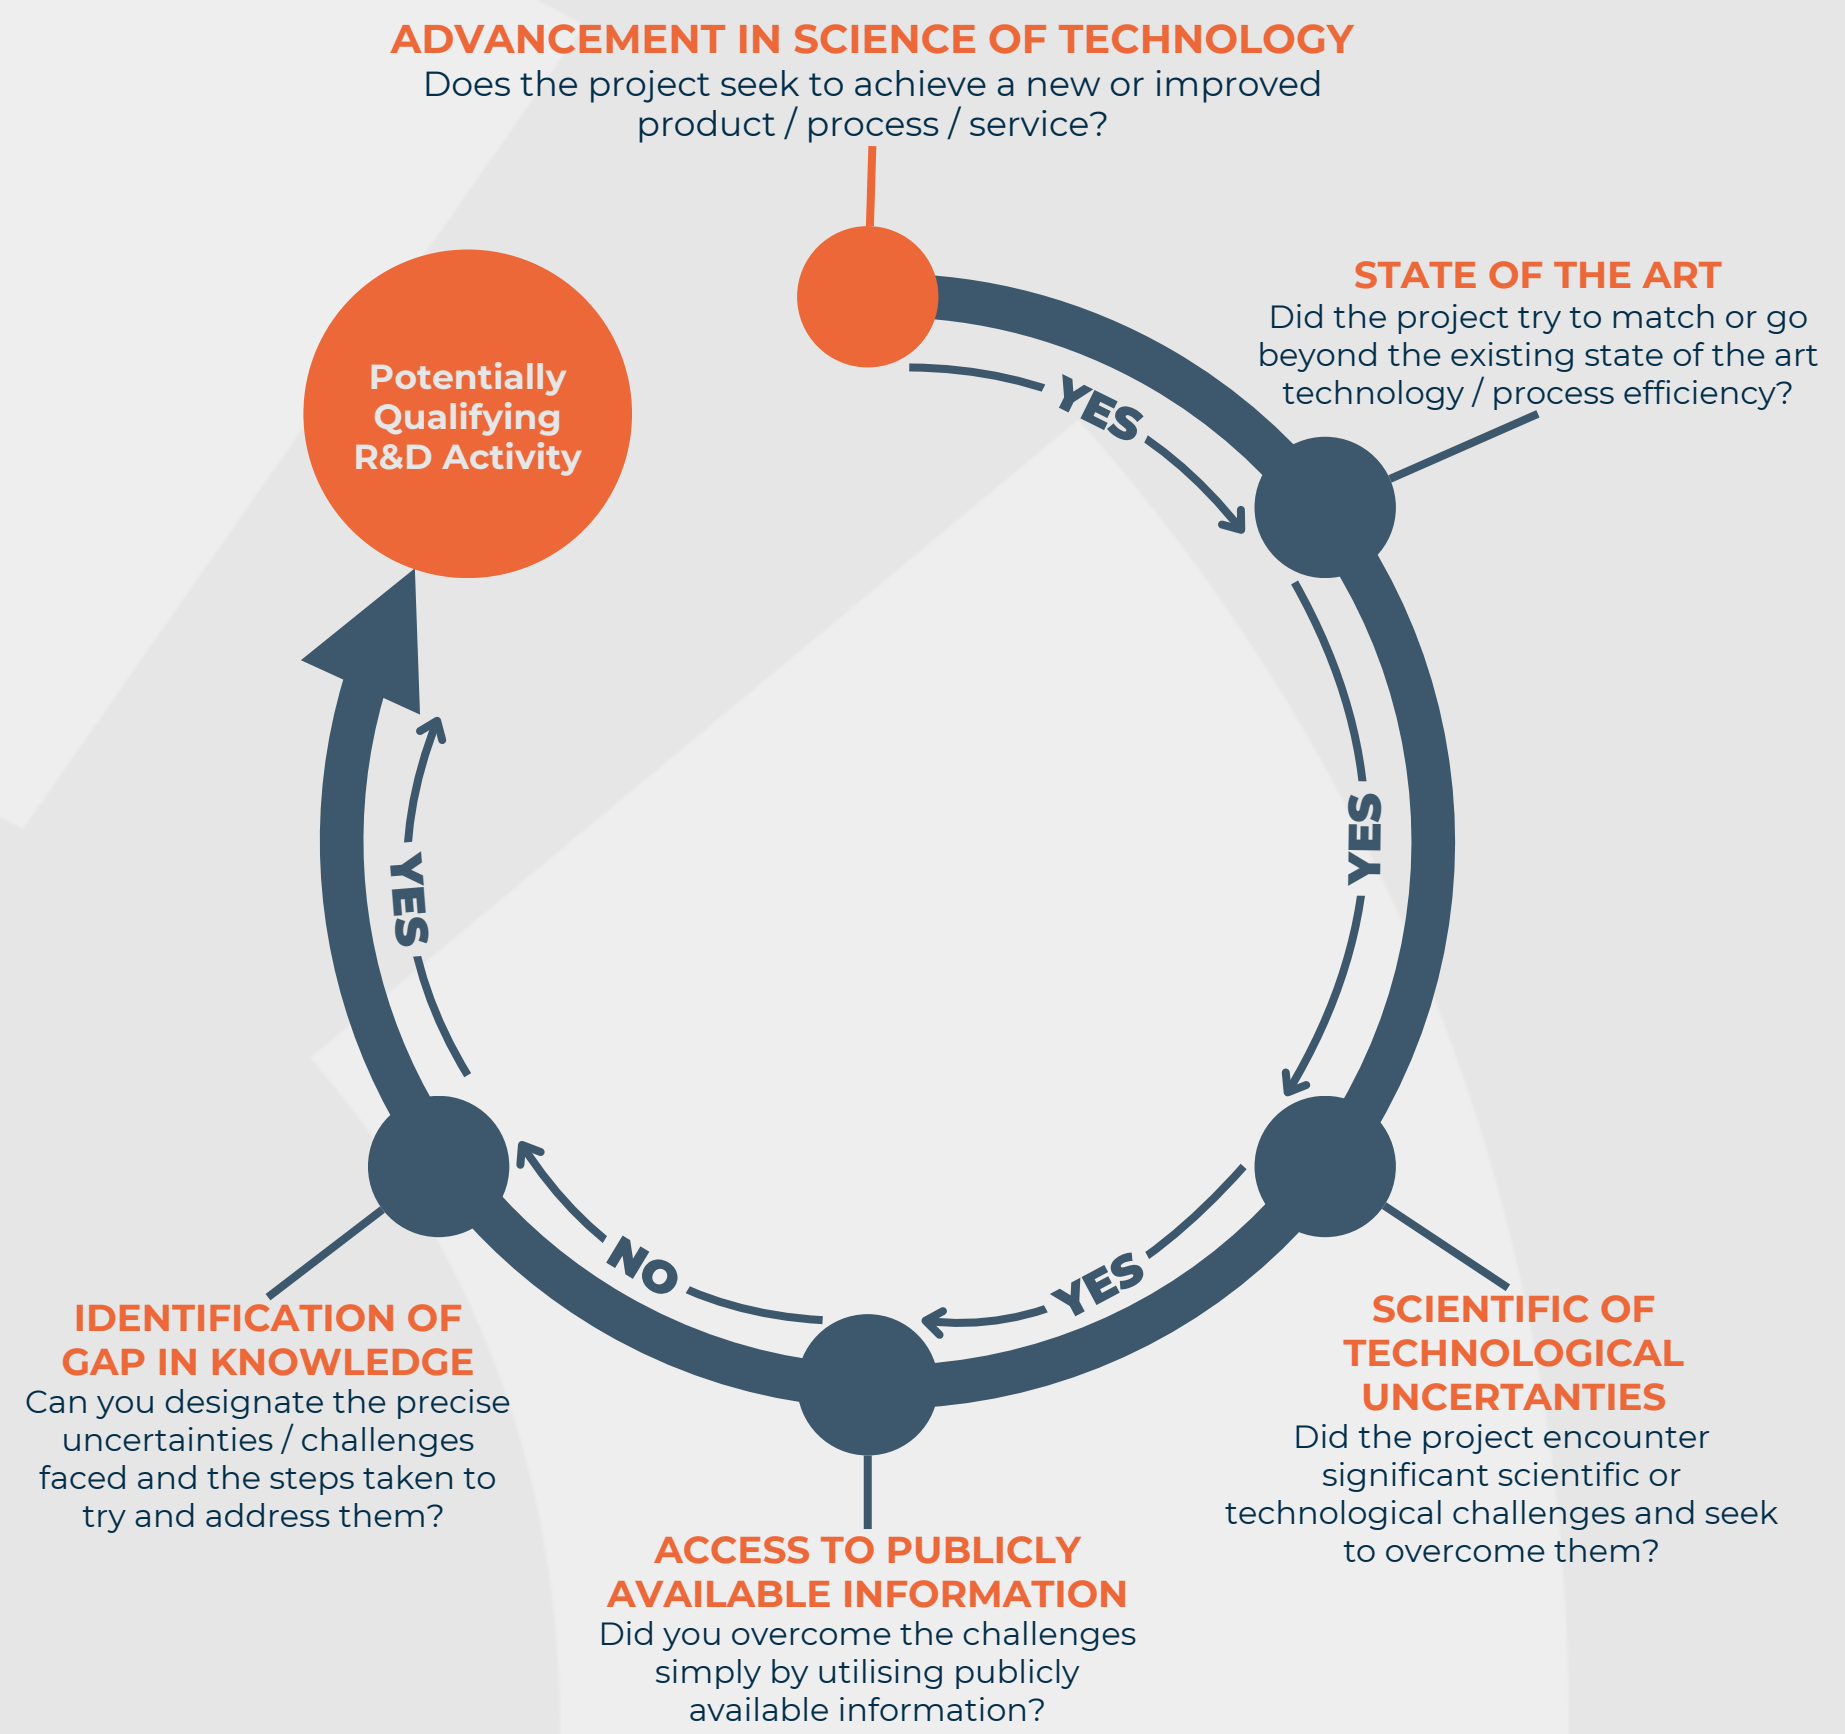 ADVANCEMENT IN SCIENCE OF TECHNOLOGY
Does the project seek to achieve a new or improved
product / process / service?
STATE OF THE ART
Did the project try to match or go
beyond the existing state of the art
technology / process efficiency?
Potentially
Qualifying
R&D Activity
YES
YES
YES
YES
NO
SCIENTIFIC OF
TECHNOLOGICAL
UNCERTANTIES
Did the project encounter
significant scientific or
technological challenges and seek
to overcome them?
ACCESS TO PUBLICLY
AVAILABLE INFORMATION
Did you overcome the challenges
simply by utilising publicly
available information?
IDENTIFICATION OF
GAP IN KNOWLEDGE
Can you designate the precise
uncertainties / challenges
faced and the steps taken to
try and address them?